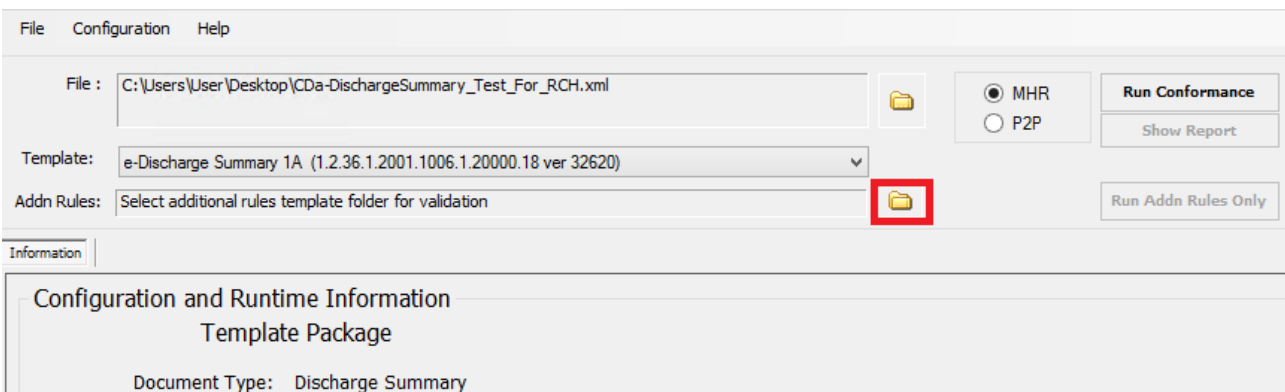 File Configuration Help
File : C:\Users\User\Desktop\CDa-DischargeSummary_Test_For_RCH.xml
MHR
P2P
Run Conformance
Show Report
Template: e-Discharge Summary 1A (1.2.36.1.2001.1006.1.20000.18 ver 32620)
Addn Rules: Select additional rules template folder for validation
Run Addn Rules Only
Information
Configuration and Runtime Information
Template Package
Document Type: Discharge Summary